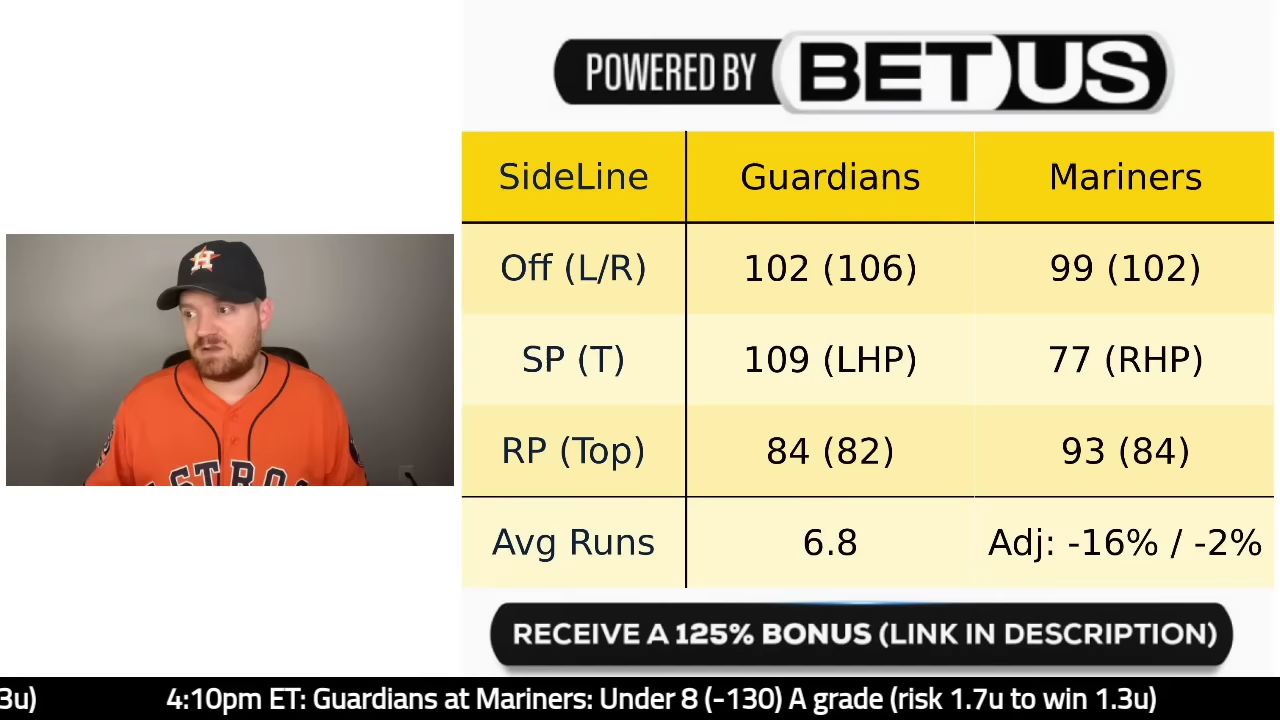 POWERED BY BETUS
SideLine Guardians Mariners
Off (L/R) 102 (106) 99 (102)
SP (T) 109 (LHP) 77 (RHP)
RP (Top) 84 (82) 93 (84)
Avg Runs 6.8 Adj: -16% / -2%
H
ASTROS
RECEIVE A 125% BONUS (LINK IN DESCRIPTION)
3u) 4:10pm ET: Guardians at Mariners: Under 8 (-130) A grade (risk 1.7u to win 1.3u)